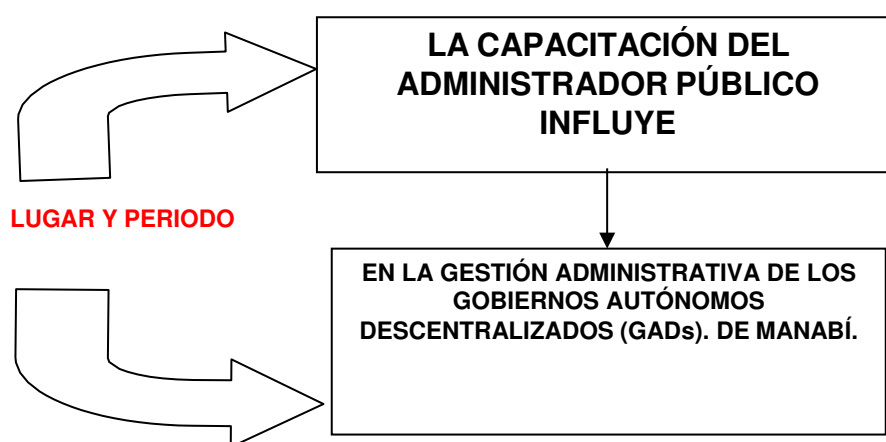 LA CAPACITACIÓN DEL
ADMINISTRADOR PÚBLICO
INFLUYE
LUGAR Y PERIODO
EN LA GESTIÓN ADMINISTRATIVA DE LOS
GOBIERNOS AUTÓNOMOS
DESCENTRALIZADOS (GADs). DE MANABÍ.